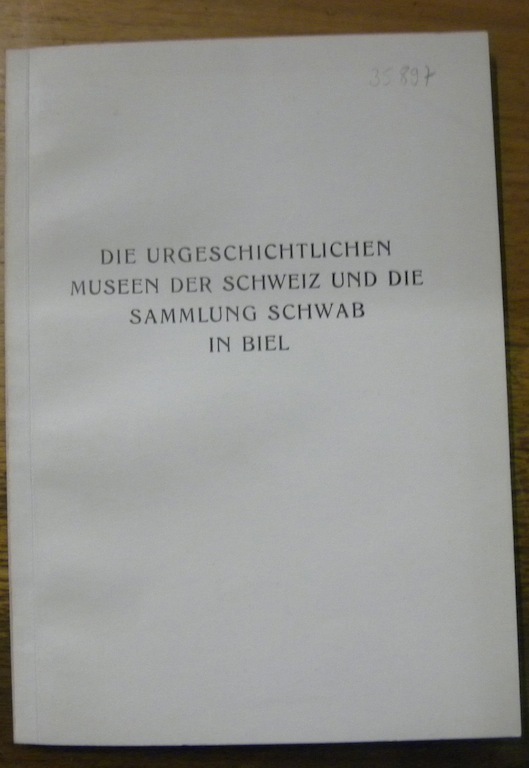 35897
DIE URGESCHICHTLICHEN
MUSEEN DER SCHWEIZ UND DIE
SAMMLUNG SCHWAB
IN BIEL